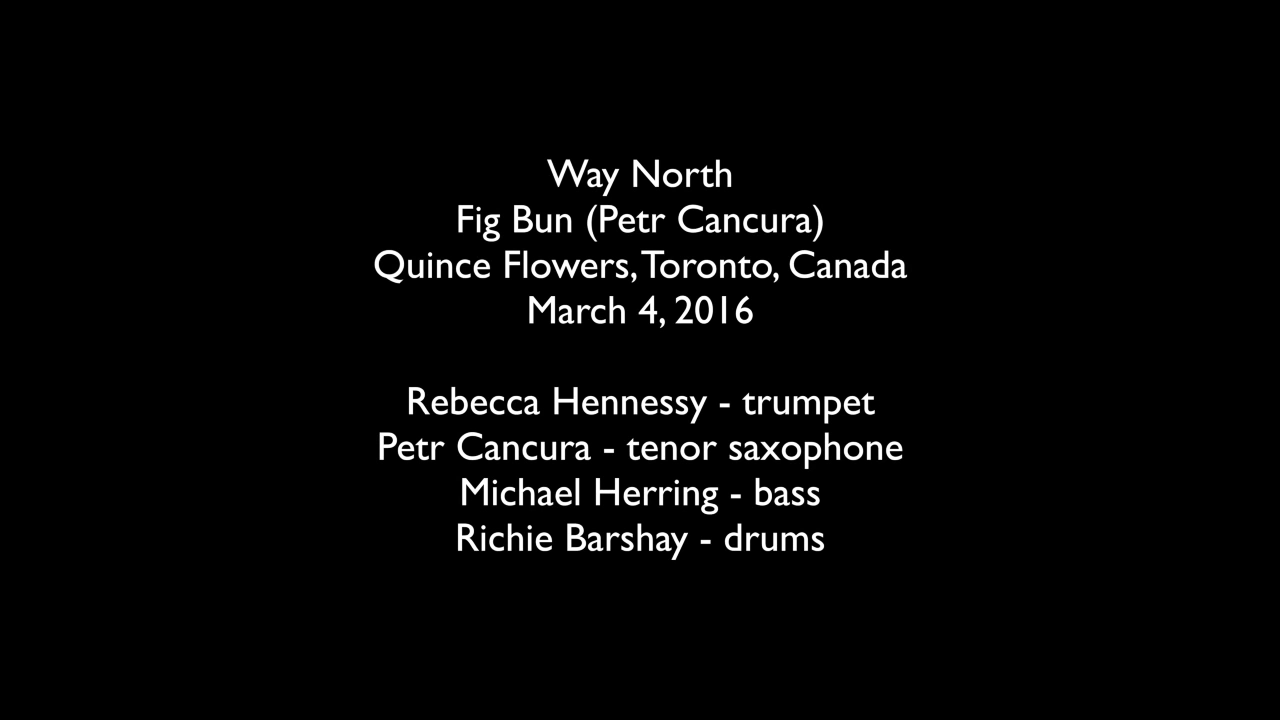 Way North
Fig Bun (Petr Cancura)
Quince Flowers, Toronto, Canada
March 4, 2016
Rebecca Hennessy - trumpet
Petr Cancura - tenor saxophone
Michael Herring - bass
Richie Barshay - drums